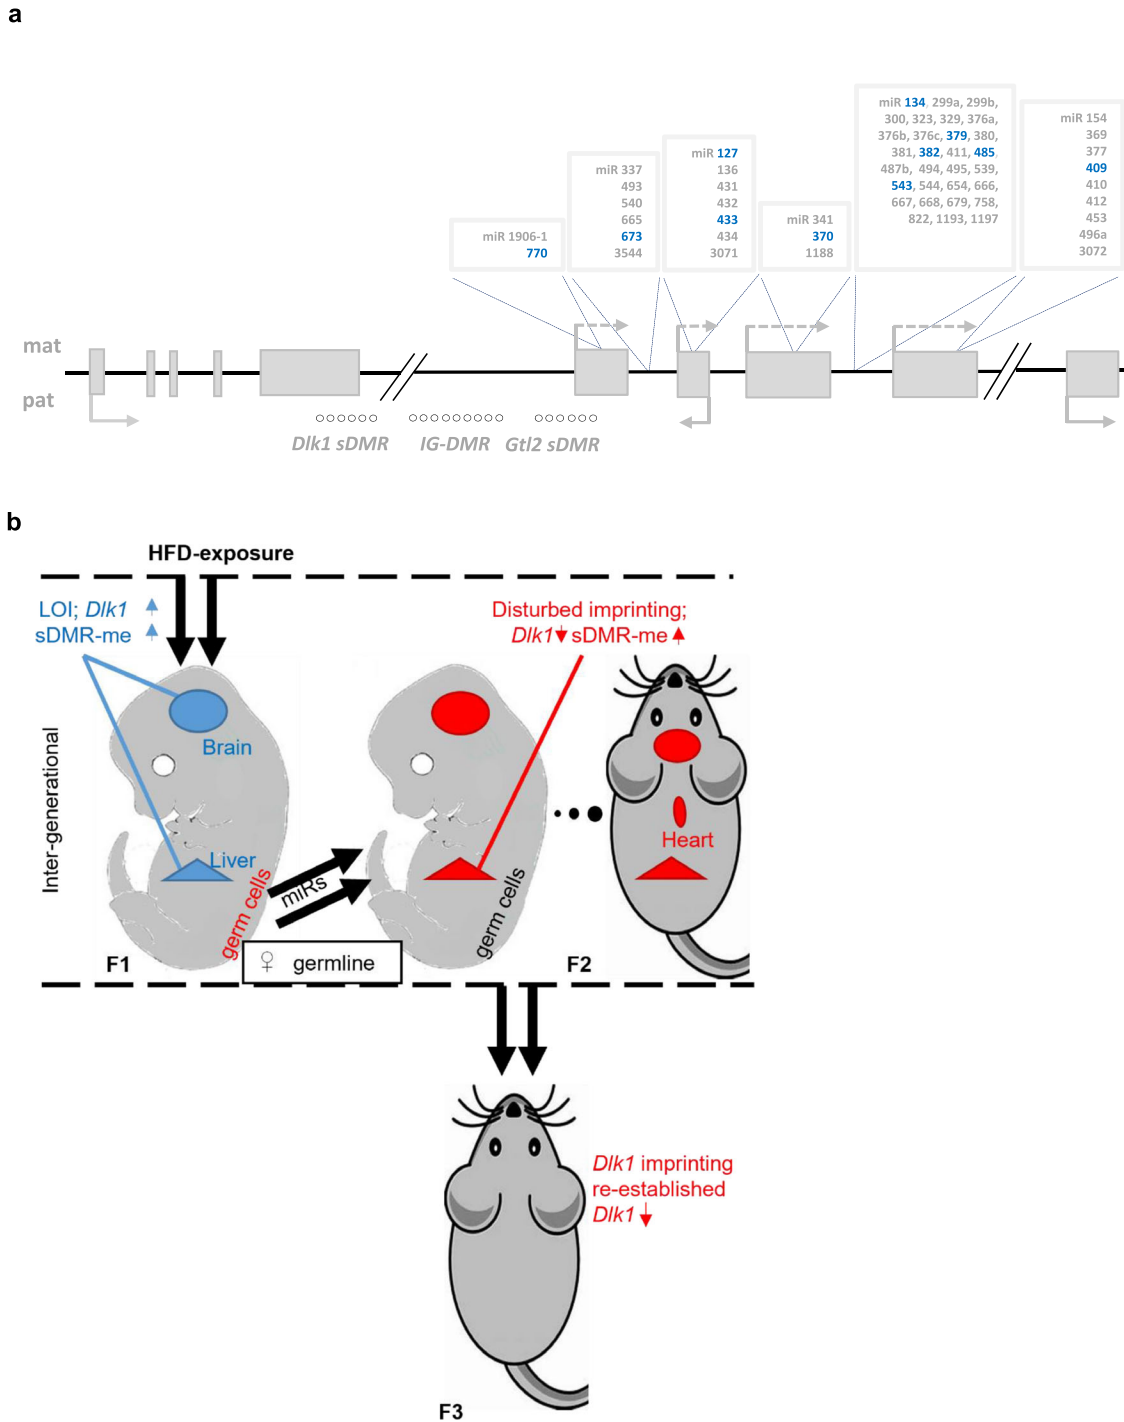 a
miR 1906-1
770
miR 337
493
540
665
673
3544
miR 127
136
431
432
433
434
3071
miR 341
370
1188
miR 134, 299a, 299b,
300, 323, 329, 376a,
376b, 376c, 379, 380,
381, 382, 411, 485,
487b, 494, 495, 539,
543, 544, 654, 666,
667, 668, 679, 758,
822, 1193, 1197
miR 154
369
377
409
410
412
453
496a
3072
mat
pat
Dlk1 sDMR
IG-DMR
Gtl2 sDMR
b
HFD-exposure
LOI; Dlk1
sDMR-me
Disturbed imprinting;
Dlk1 sDMR-me
Inter-generational
Brain
Liver
germ cells
miRs
germ cells
Heart
♀ germline
F1
F2
Dlk1 imprinting
re-established
Dlk1
F3